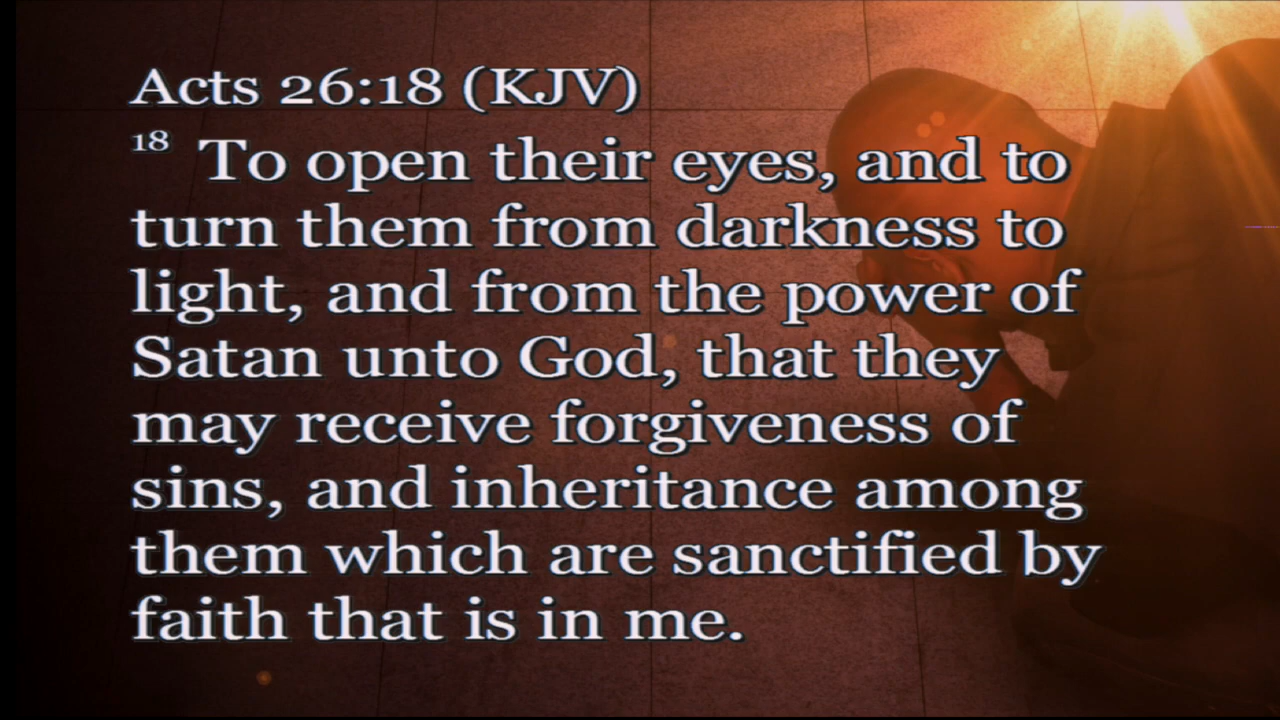 Acts 26:18 (KJV)
18 To open their eyes, and to
turn them from darkness to
light, and from the power of
Satan unto God, that they
may receive forgiveness of
sins, and inheritance among
them which are sanctified by
faith that is in me.